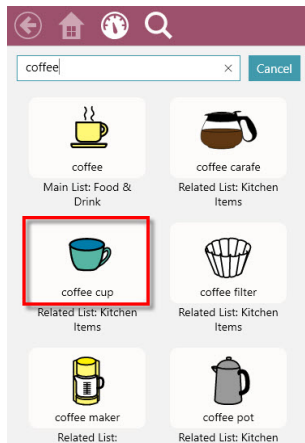 coffee
Cancel
coffee
coffee carafe
Main List: Food &
Drink
Related List: Kitchen
Items
coffee cup
coffee filter
Related List: Kitchen
Items
Related List: Kitchen
Items
coffee maker
coffee pot
Related List:
Related List: Kitchen